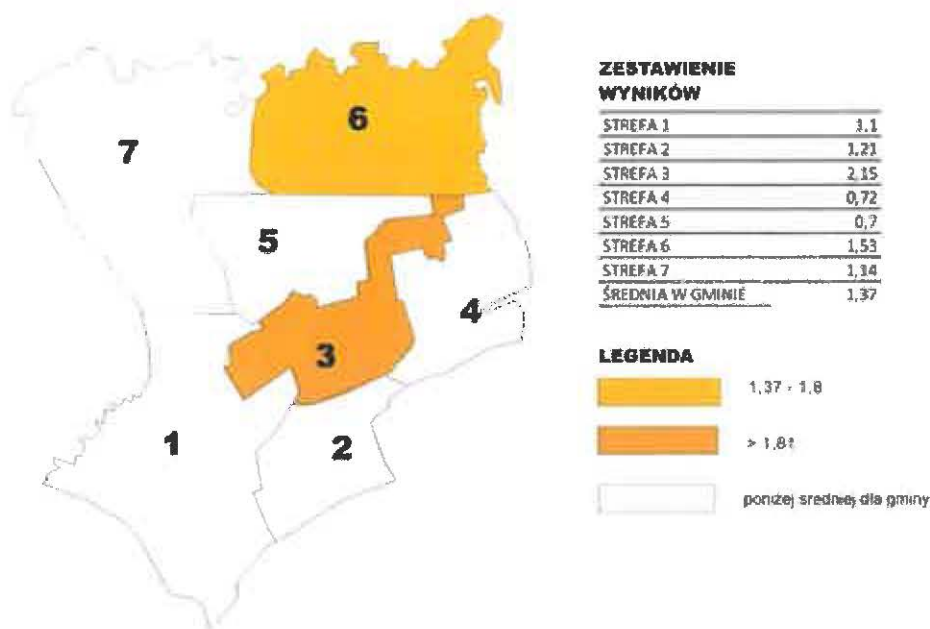 ZESTAWIENIE
WYNIKÓW
STREFA 1 1,1
STREFA 2 1,21
STREFA 3 2,15
STREFA 4 0,72
STREFA 5 0,7
STREFA 6 1,53
STREFA 7 1,14
ŚREDNIA W GMINIE 1,37
6
7
5
4
3
1
2
LEGENDA
1,37 - 1,8
> 1,81
poniżej średniej dla gminy